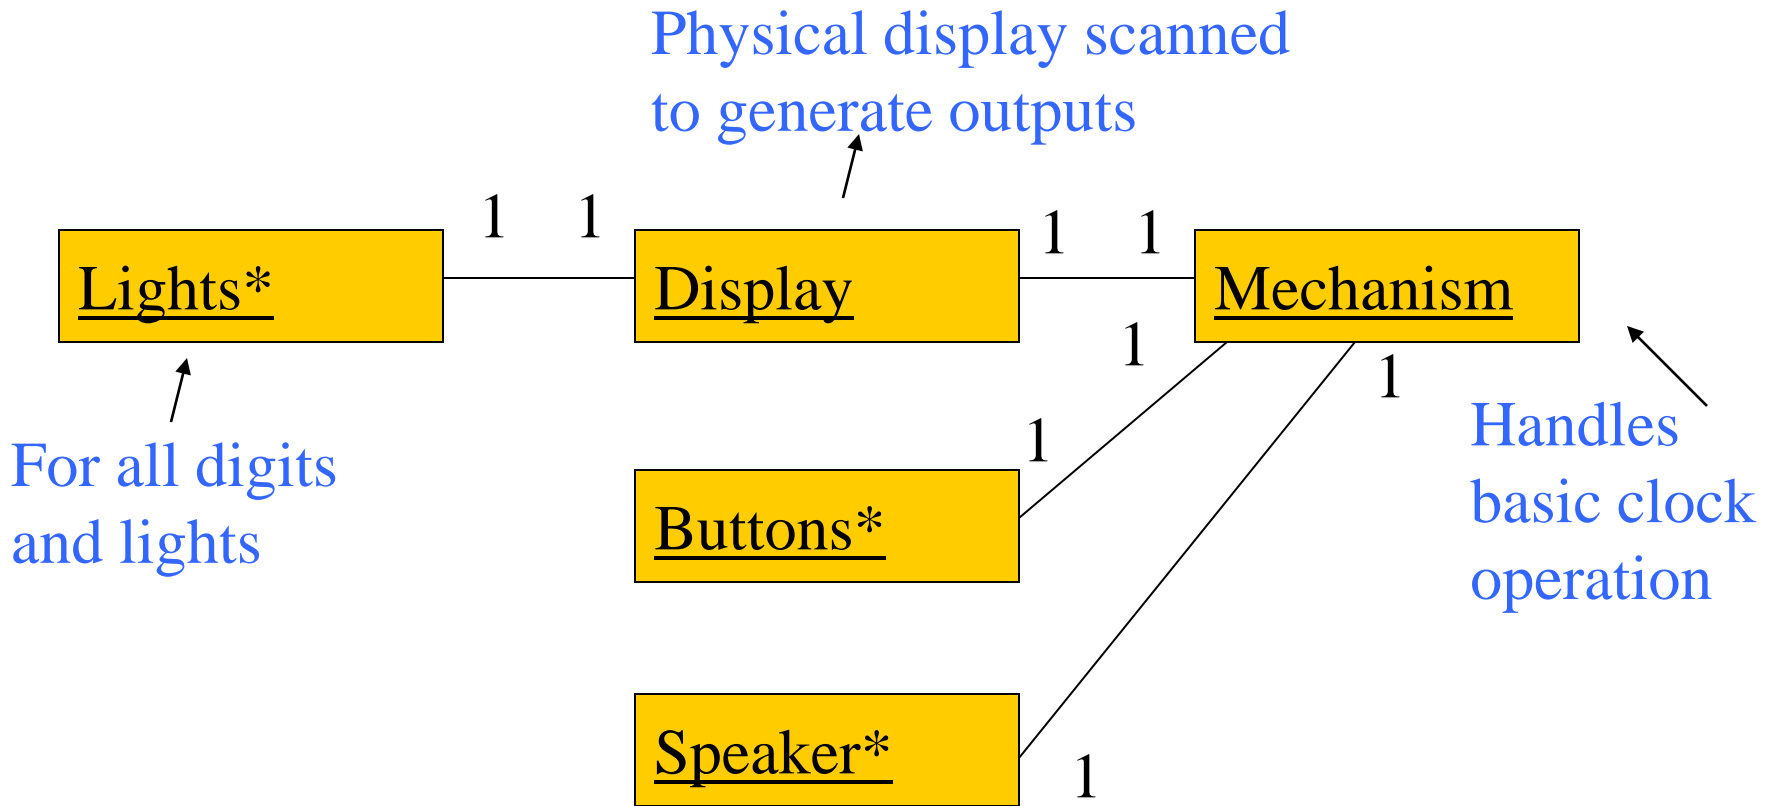 Physical display scanned
to generate outputs
1 1 1 1
Lights* Display Mechanism
1 1
For all digits
and lights
1
Buttons*
Handles
basic clock
operation
Speaker*
1